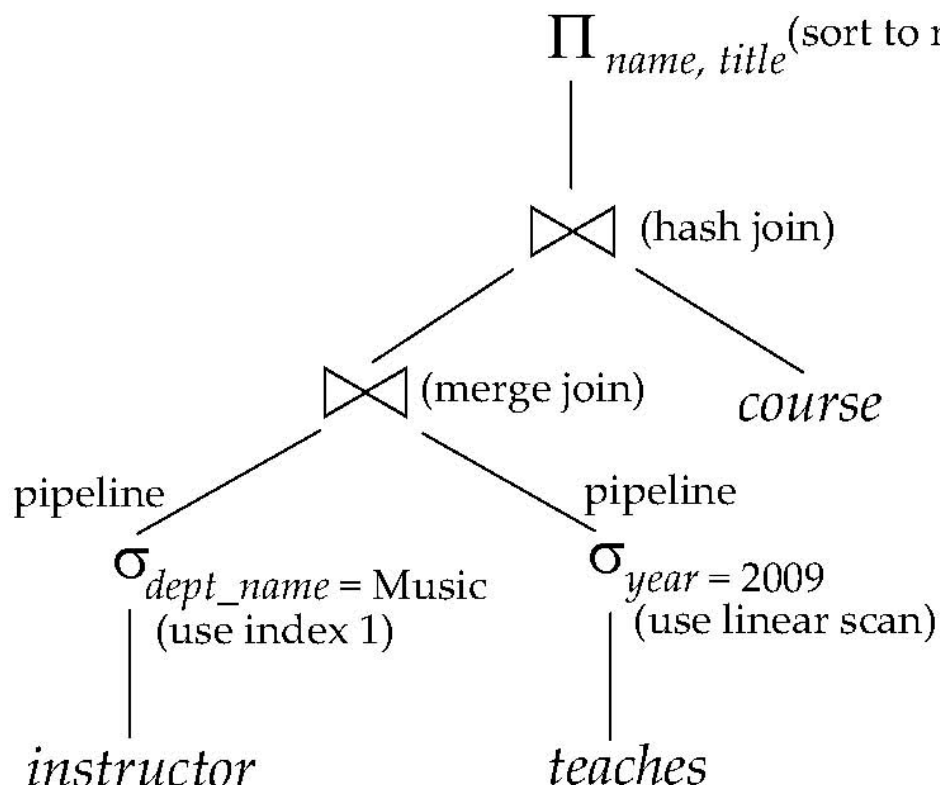 Π name, title (sort to
(hash join)
(merge join)
course
pipeline
pipeline
σ dept_name = Music
(use index 1)
σ year = 2009
(use linear scan)
instructor
teaches